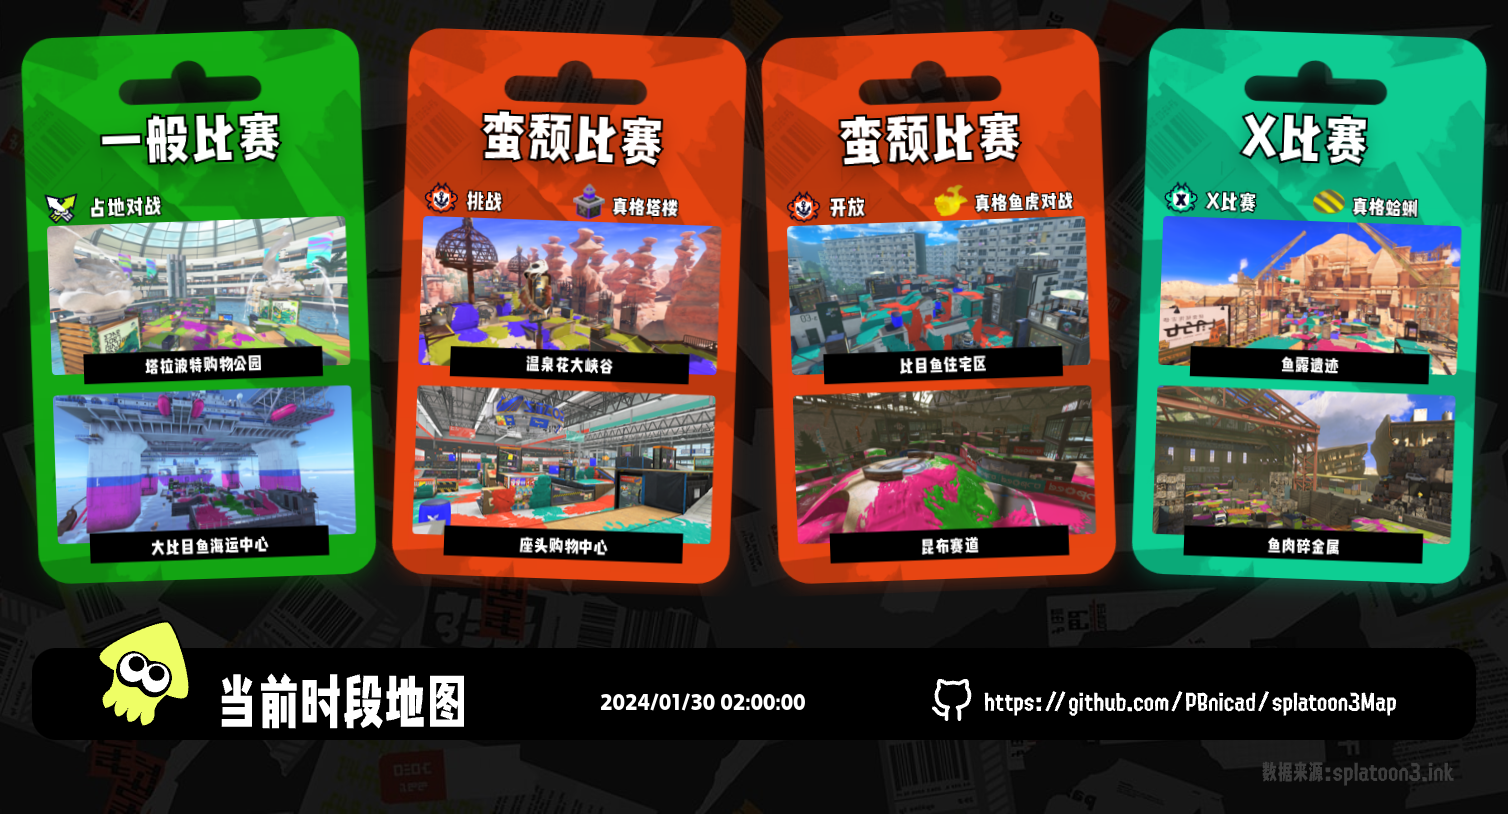 一般比赛
占地对战
塔拉波特购物公园
大比目鱼海运中心
蛮颓比赛
挑战
真格塔楼
温泉花大峡谷
座头购物中心
蛮颓比赛
开放
真格鱼虎对战
比目鱼住宅区
昆布赛道
X比赛
X比赛
真格蛤蜊
鱼露遗迹
鱼肉碎金属
当前时段地图
2024/01/30 02:00:00
https://github.com/PBnicad/splatoon3Map
数据来源:splatoon3.ink